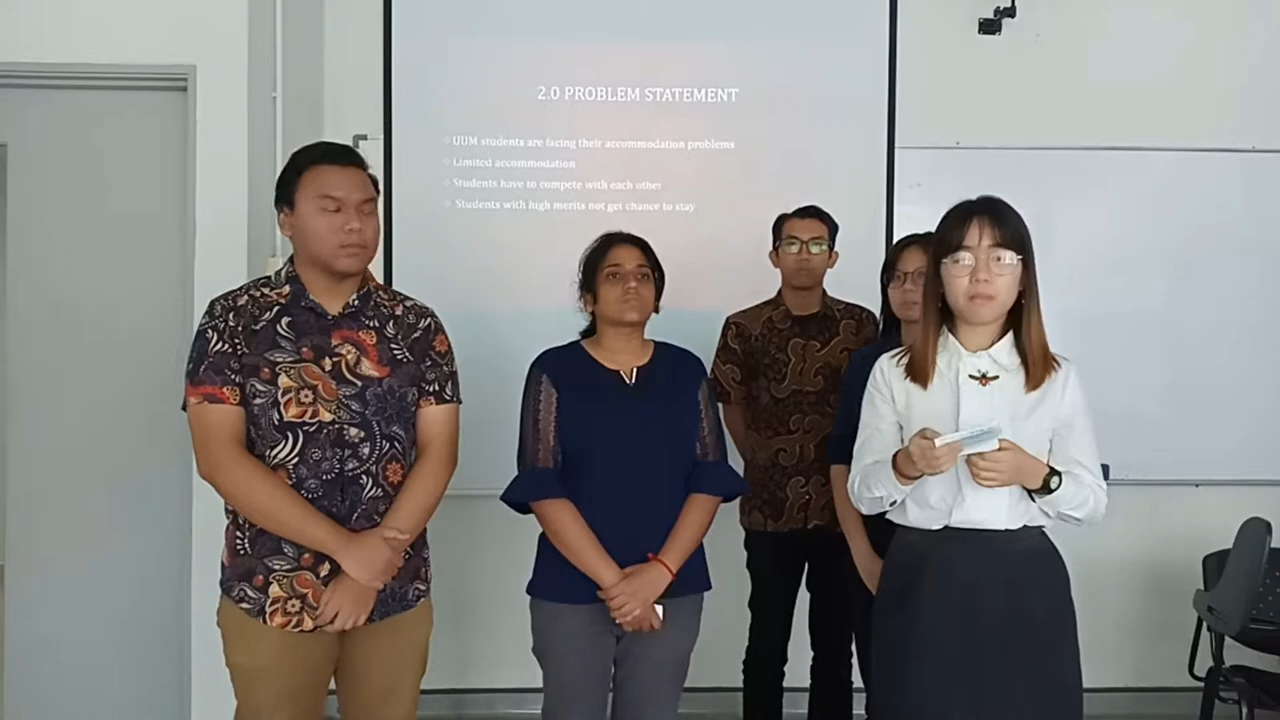 2.0 PROBLEM STATEMENT
UUM students are facing their accommodation problems
Limited accommodation
Students have to compete with each other
Students with high merits not get chance to stay